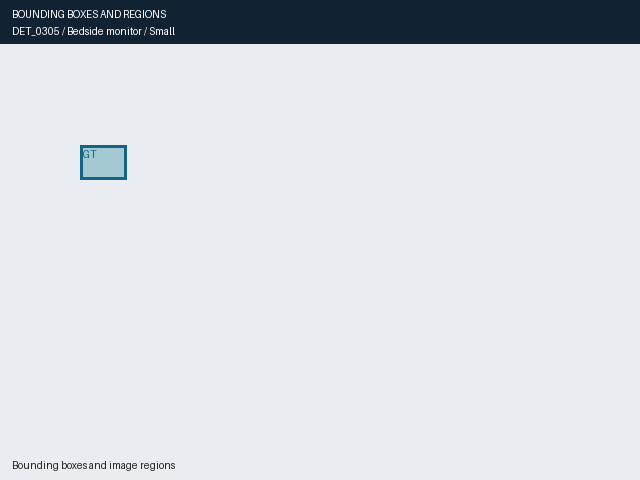 BOUNDING BOXES AND REGIONS
DET_0305 / Bedside monitor / Small
GT
Bounding boxes and image regions